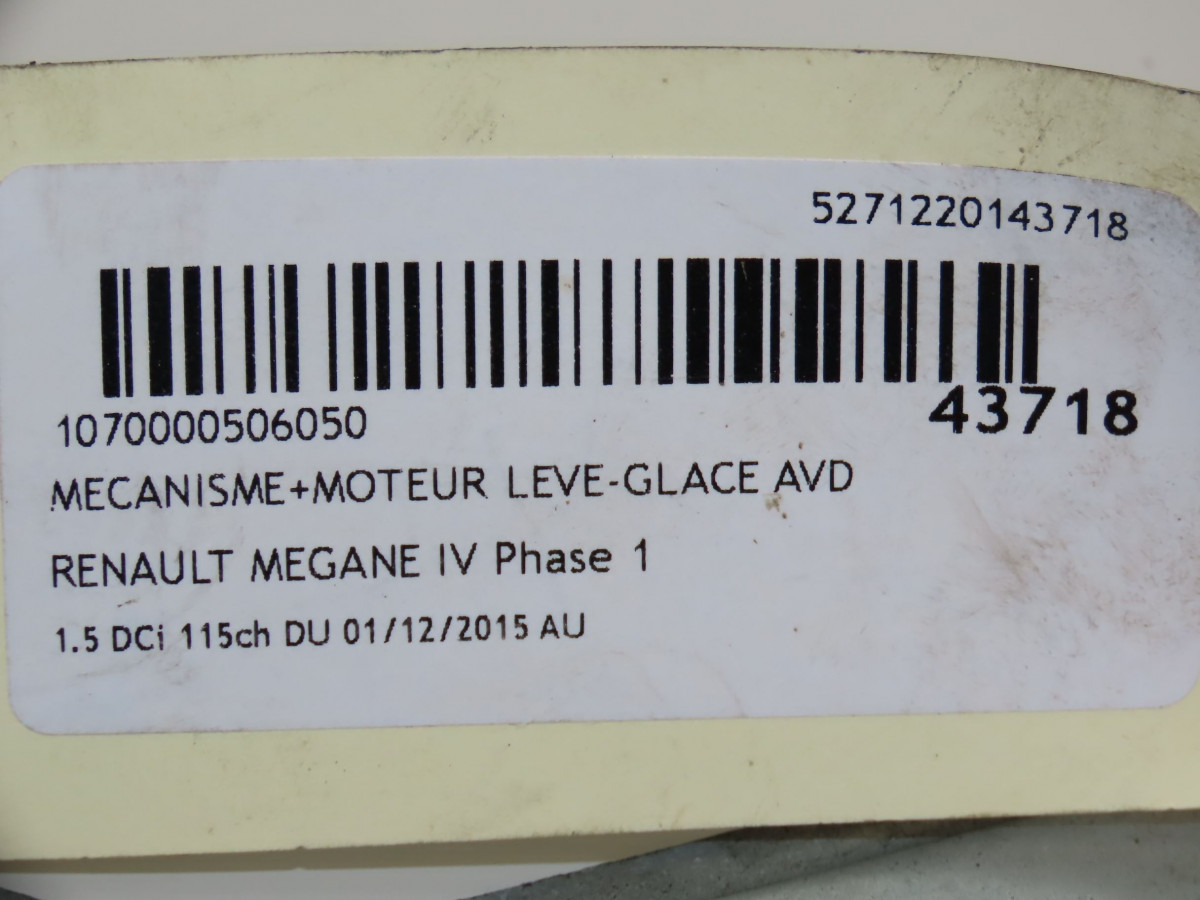 5271220143718
1070000506050
43718
MECANISME+MOTEUR LEVE-GLACE AVD
RENAULT MEGANE IV Phase 1
1.5 DCi 115ch DU 01/12/2015 AU